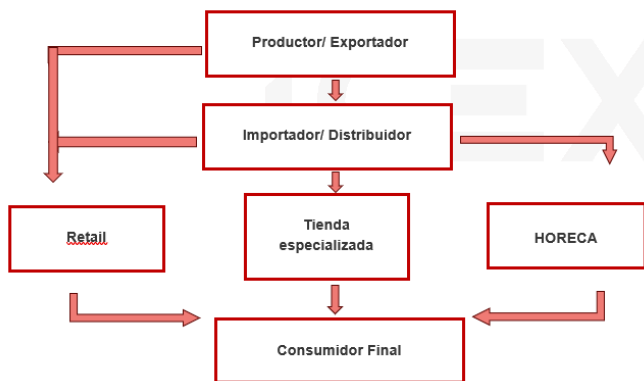 Productor/ Exportador
Importador/ Distribuidor
Retail
Tienda
especializada
HORECA
Consumidor Final